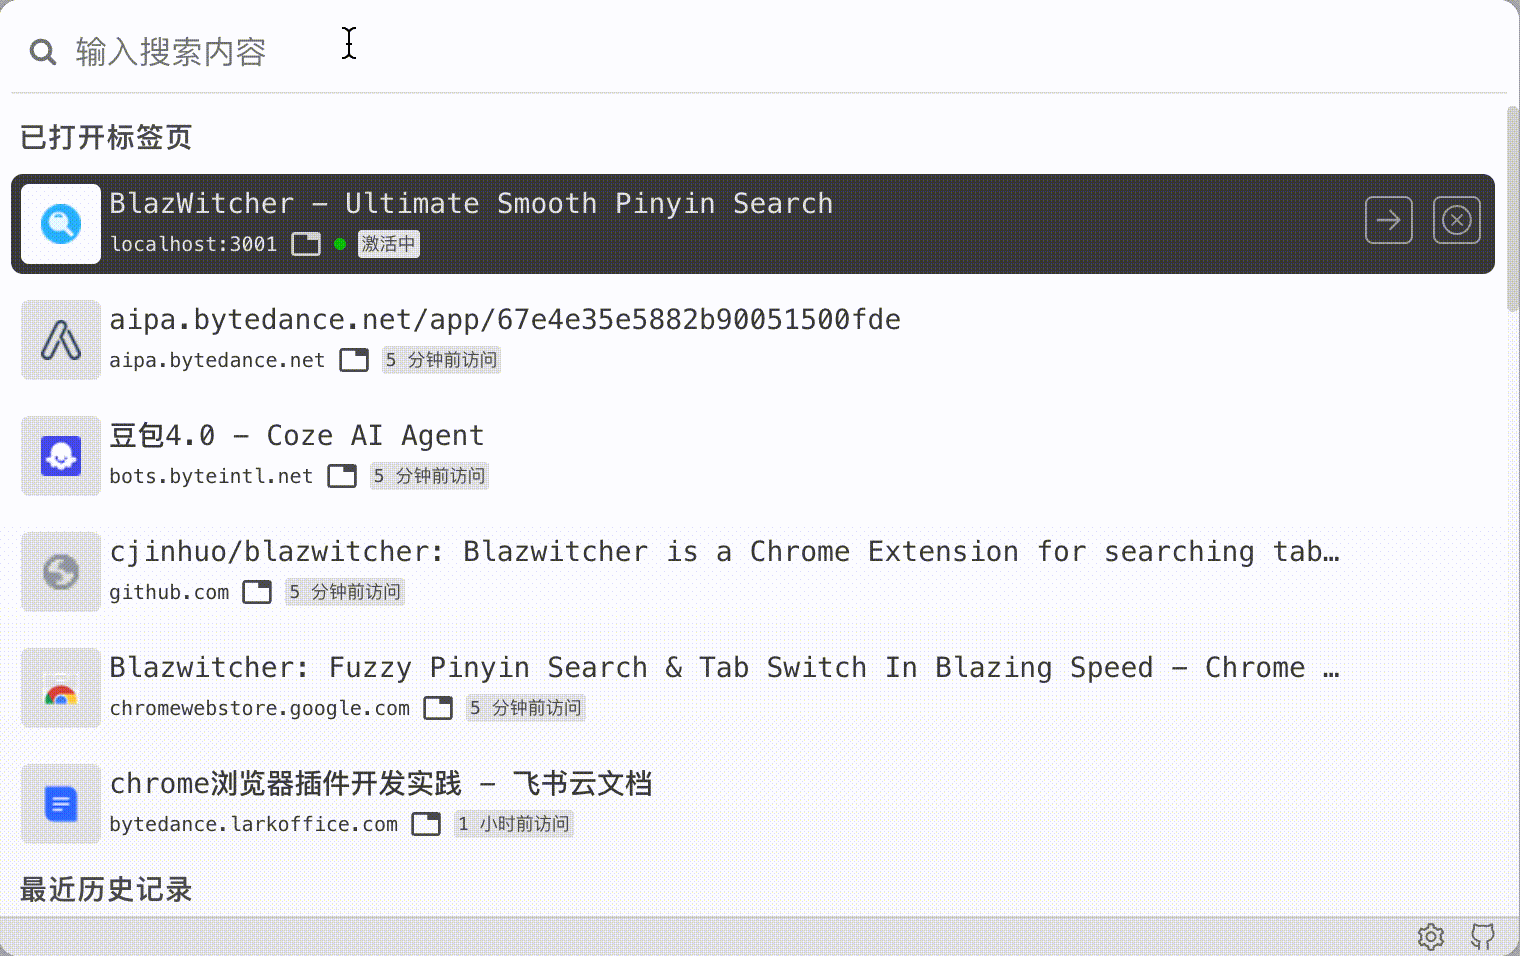 输入搜索内容
已打开标签页
BlazWitcher – Ultimate Smooth Pinyin Search
localhost:3001 激活中
aipa.bytedance.net/app/67e4e35e5882b90051500fde
aipa.bytedance.net 5 分钟前访问
豆包4.0 – Coze AI Agent
bots.byteintl.net 5 分钟前访问
cjinhuo/blazwitcher: Blazwitcher is a Chrome Extension for searching tab…
github.com 5 分钟前访问
Blazwitcher: Fuzzy Pinyin Search & Tab Switch In Blazing Speed – Chrome …
chromewebstore.google.com 5 分钟前访问
chrome浏览器插件开发实践 – 飞书云文档
bytedance.larkoffice.com 1 小时前访问
最近历史记录